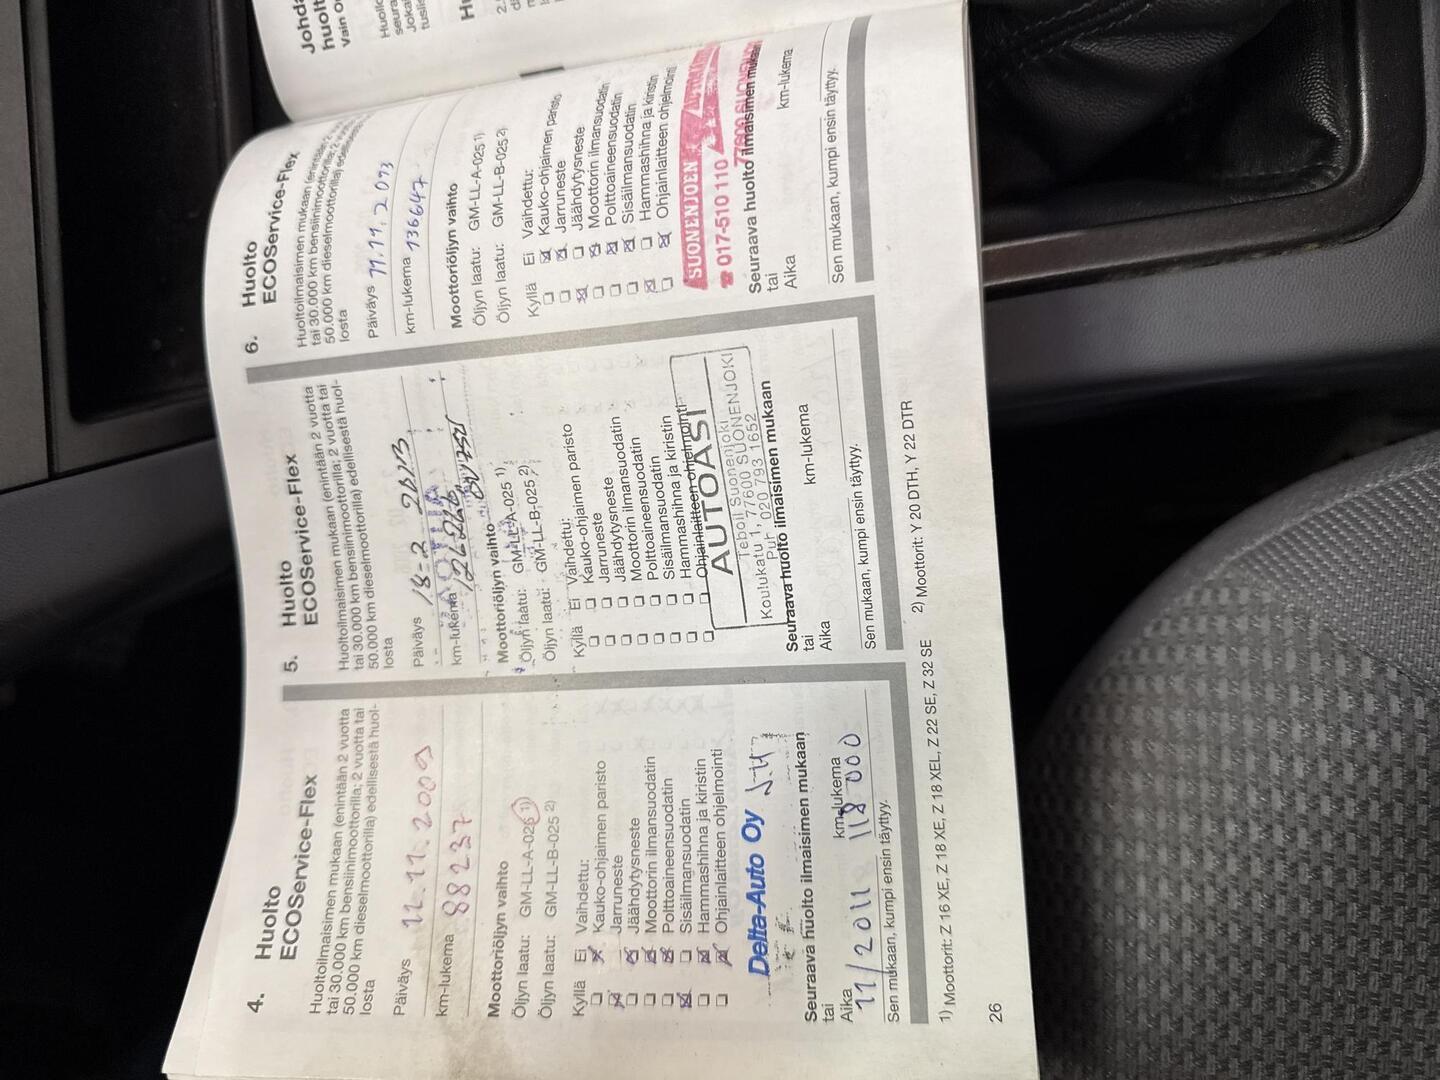 4. Huolto
ECOService-Flex
Huoltoilmaisimen mukaan (enintään 2 vuotta
tai 30.000 km bensiinimoottorilla; 2 vuotta tai
50.000 km dieselmoottorilla) edellisestä huol-
losta
Päiväys 12.11.2009
km-lukema 88237
Moottoriöljyn vaihto
Öljyn laatu: GM-LL-A-025 1)
Öljyn laatu: GM-LL-B-025 2)
Kyllä Ei Vaihdettu:
Kauko-ohjaimen paristo
Jarruneste
Jäähdytysneste
Moottorin ilmansuodatin
Polttoaineensuodatin
Sisäilmansuodatin
Hammashihna ja kiristin
Ohjainlaitteen ohjelmointi
Delta-Auto Oy
Seuraava huolto ilmaisimen mukaan
tai
Aika km-lukema
11/2011 118 000
Sen mukaan, kumpi ensin täyttyy.
5. Huolto
ECOService-Flex
Huoltoilmaisimen mukaan (enintään 2 vuotta
tai 30.000 km bensiinimoottorilla; 2 vuotta tai
50.000 km dieselmoottorilla) edellisestä huol-
losta
Päiväys 18-2 2013
km-lukema
Moottoriöljyn vaihto
Öljyn laatu: GM-LL-A-025 1)
Öljyn laatu: GM-LL-B-025 2)
Kyllä Ei Vaihdettu:
Kauko-ohjaimen paristo
Jarruneste
Jäähdytysneste
Moottorin ilmansuodatin
Polttoaineensuodatin
Sisäilmansuodatin
Hammashihna ja kiristin
Ohjainlaitteen ohjelmointi
AUTOASI
Teboil Suonenjoki
Koulukatu 1, 77600 SUONENJOKI
Puh. 020 793 1652
Seuraava huolto ilmaisimen mukaan
tai
Aika km-lukema
Sen mukaan, kumpi ensin täyttyy.
6. Huolto
ECOService-Flex
Huoltoilmaisimen mukaan (enintään 2
tai 30.000 km bensiinimoottorilla; 2
50.000 km dieselmoottorilla) edellise
losta
Päiväys 11.11.2013
km-lukema 136647
Moottoriöljyn vaihto
Öljyn laatu: GM-LL-A-025 1)
Öljyn laatu: GM-LL-B-025 2)
Kyllä Ei Vaihdettu:
Kauko-ohjaimen paristo
Jarruneste
Jäähdytysneste
Moottorin ilmansuodatin
Polttoaineensuodatin
Sisäilmansuodatin
Hammashihna ja kiristin
Ohjainlaitteen ohjelmointi
SUONENJOEN
☎ 017-510 110
Seuraava huolto ilmaisimen mukaan
tai
Aika km-lukema
Sen mukaan, kumpi ensin täyttyy.
1) Moottorit: Z 16 XE, Z 18 XE, Z 18 XEL, Z 22 SE, Z 32 SE 2) Moottorit: Y 20 DTH, Y 22 DTR
26